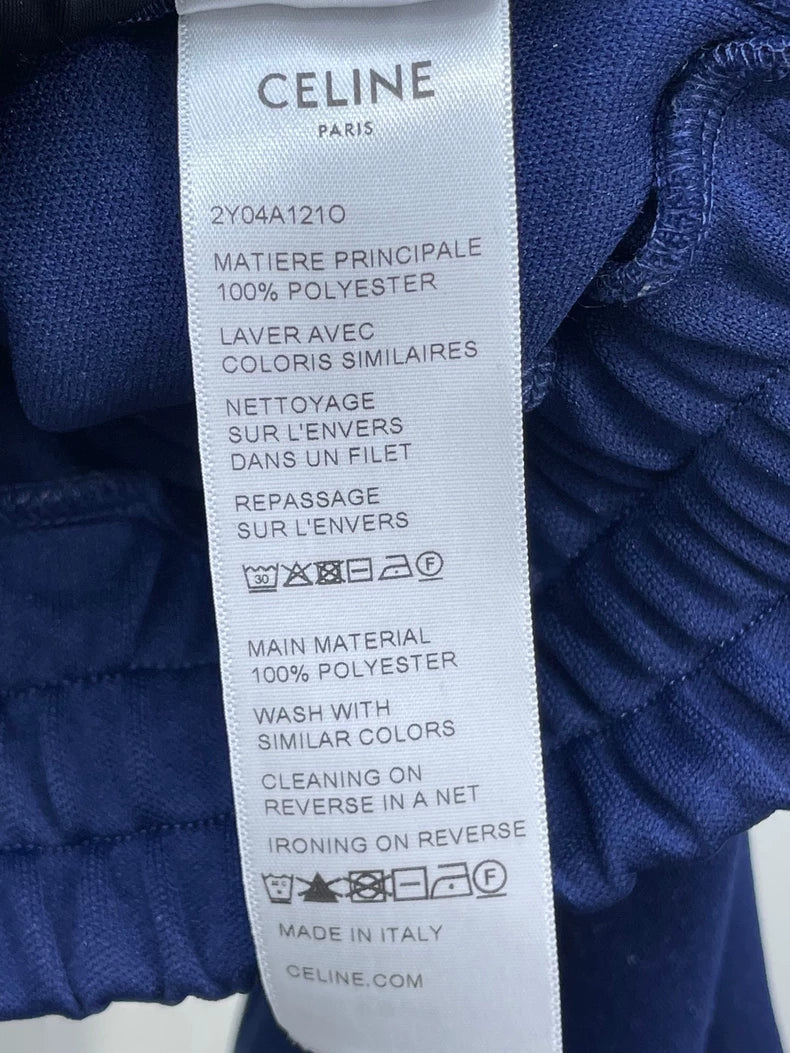 CELINE
PARIS
2Y04A121O
MATIERE PRINCIPALE
100% POLYESTER
LAVER AVEC
COLORIS SIMILAIRES
NETTOYAGE
SUR L'ENVERS
DANS UN FILET
REPASSAGE
SUR L'ENVERS
30 F
MAIN MATERIAL
100% POLYESTER
WASH WITH
SIMILAR COLORS
CLEANING ON
REVERSE IN A NET
IRONING ON REVERSE
F
MADE IN ITALY
CELINE.COM